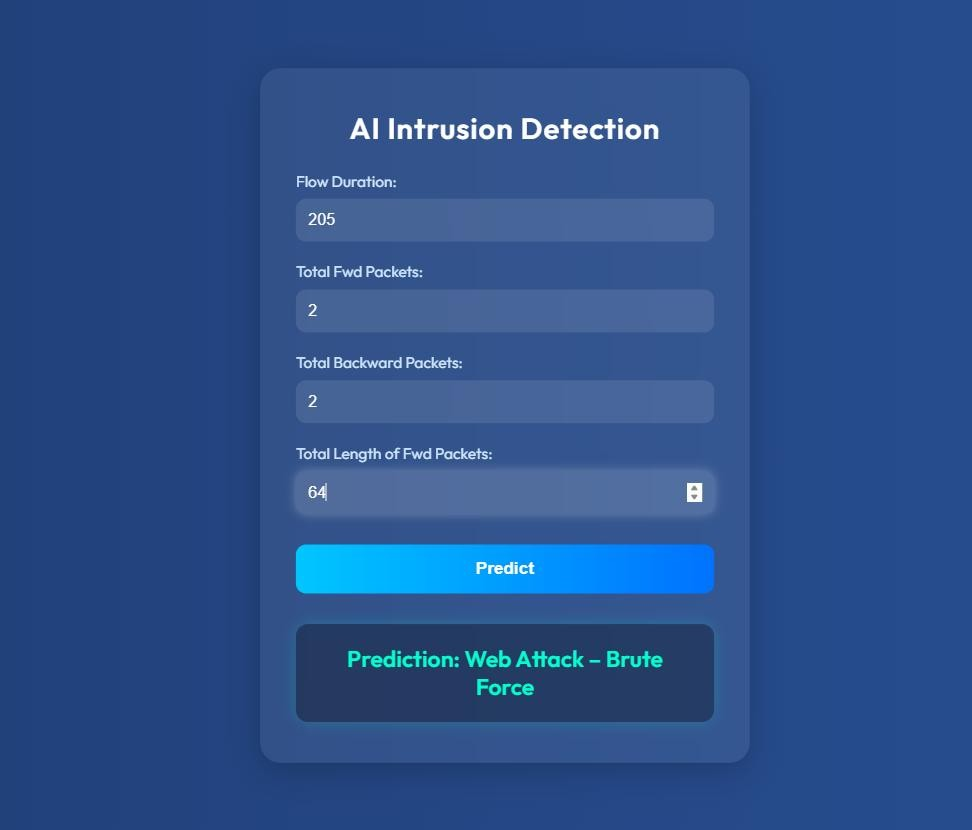 AI Intrusion Detection
Flow Duration:
205
Total Fwd Packets:
2
Total Backward Packets:
2
Total Length of Fwd Packets:
64
Predict
Prediction: Web Attack – Brute
Force